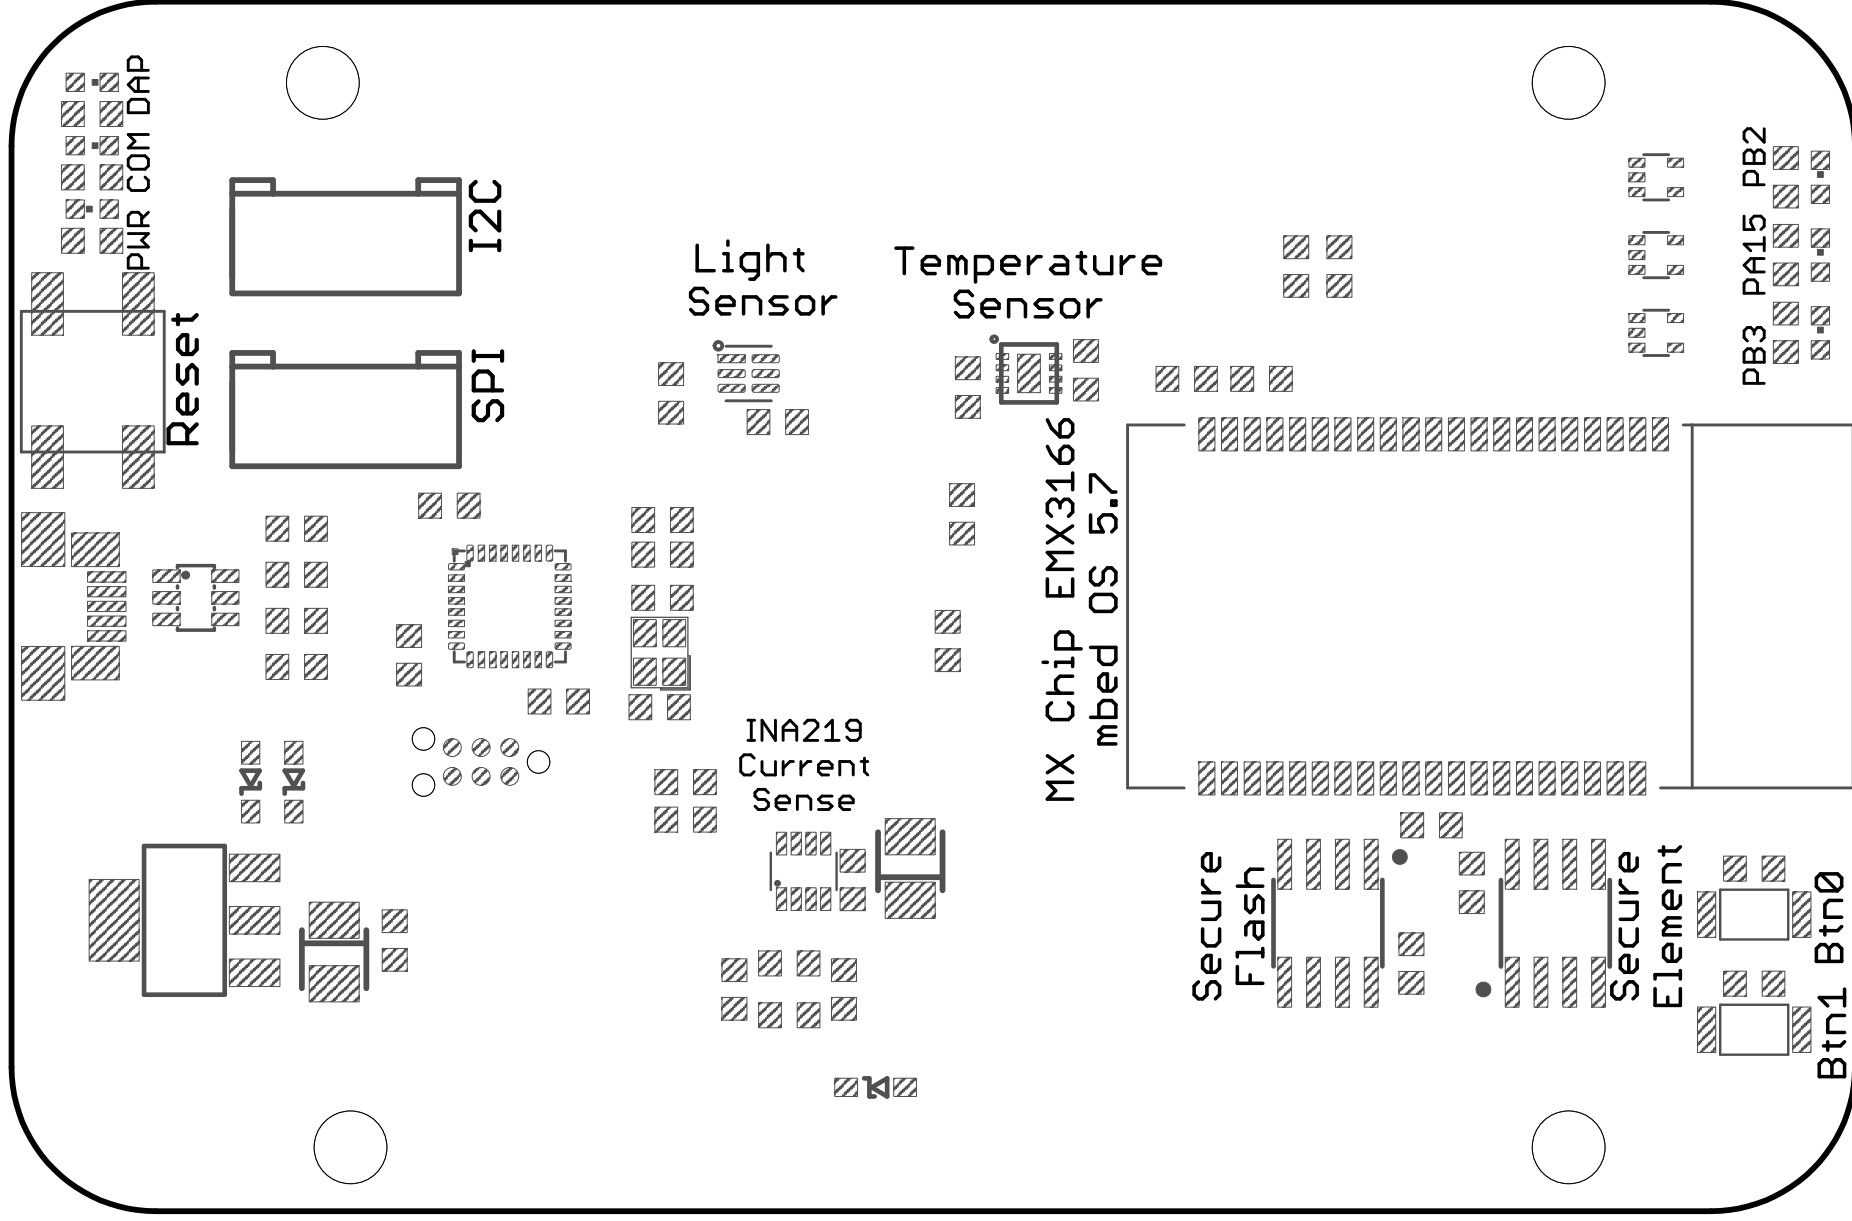 PWR COM DAP
I2C
SPI
Reset
Light
Sensor
Temperature
Sensor
PB2
PA15
PB3
MX Chip EMX3166
mbed OS 5.7
INA219
Current
Sense
Secure
Flash
Secure
Element
Btn0
Btn1